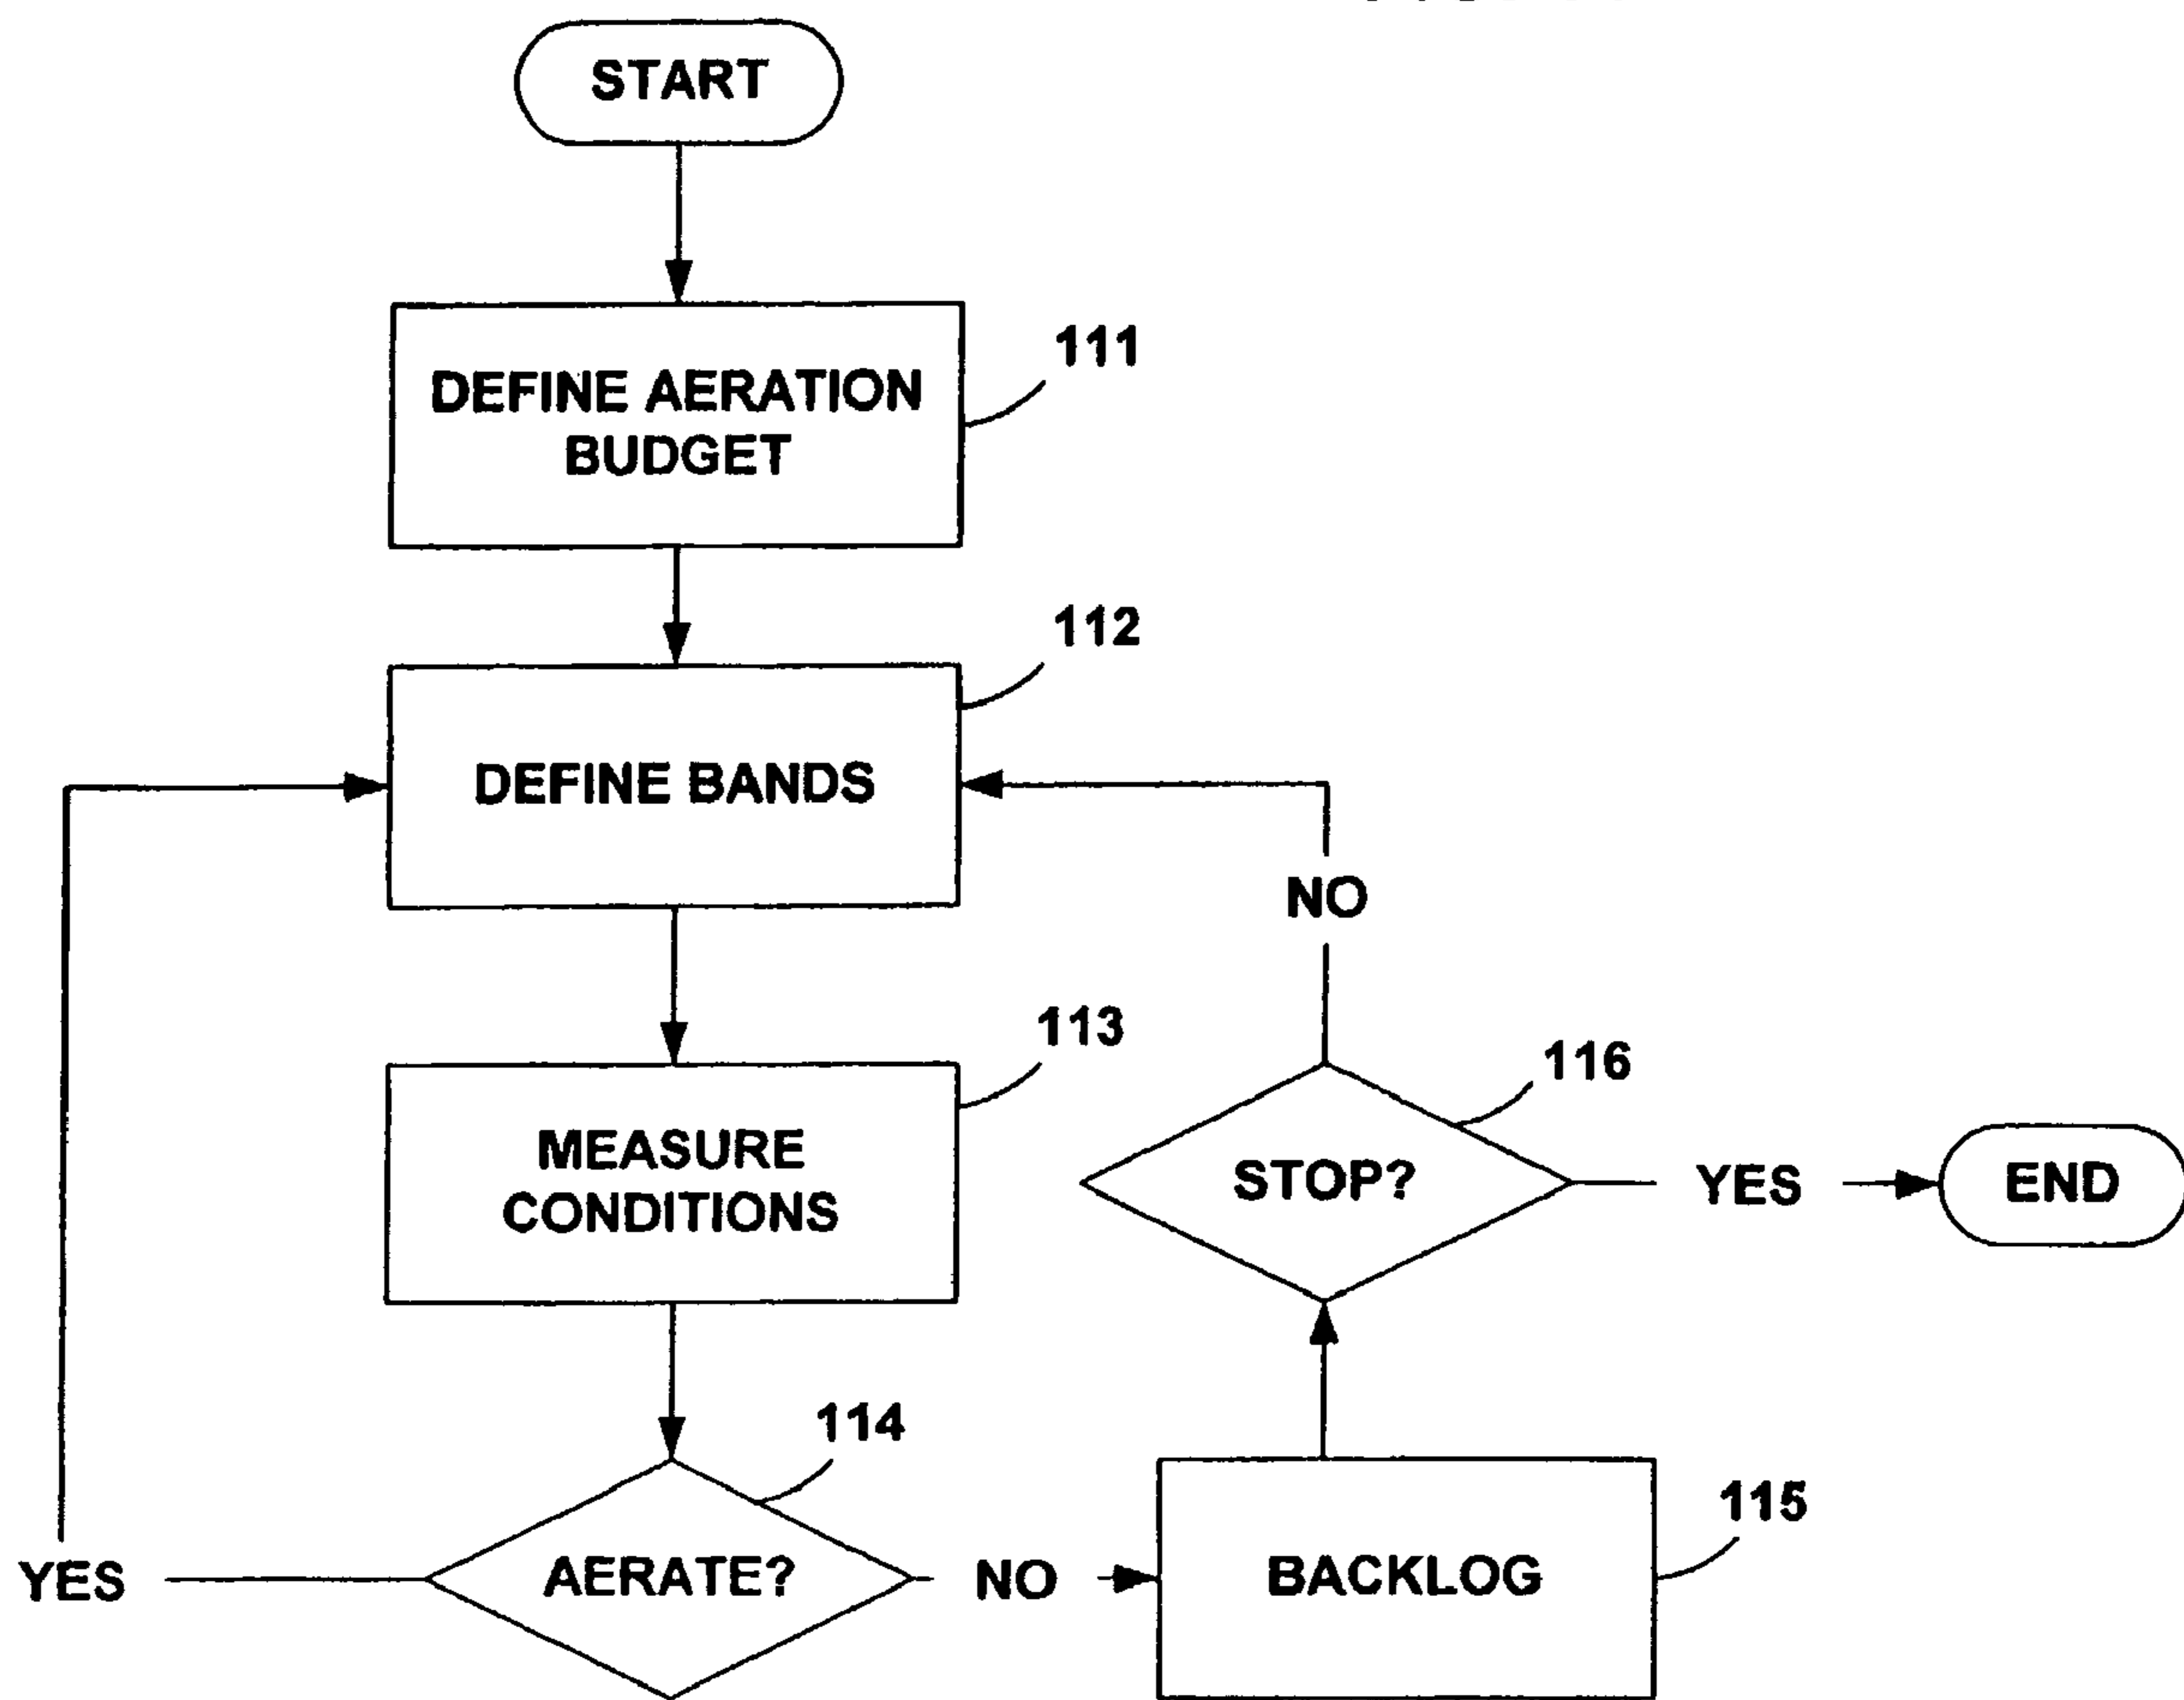 START
DEFINE AERATION
BUDGET
111
DEFINE BANDS
112
NO
MEASURE
CONDITIONS
113
STOP?
116
YES
END
AERATE?
114
YES
NO
BACKLOG
115